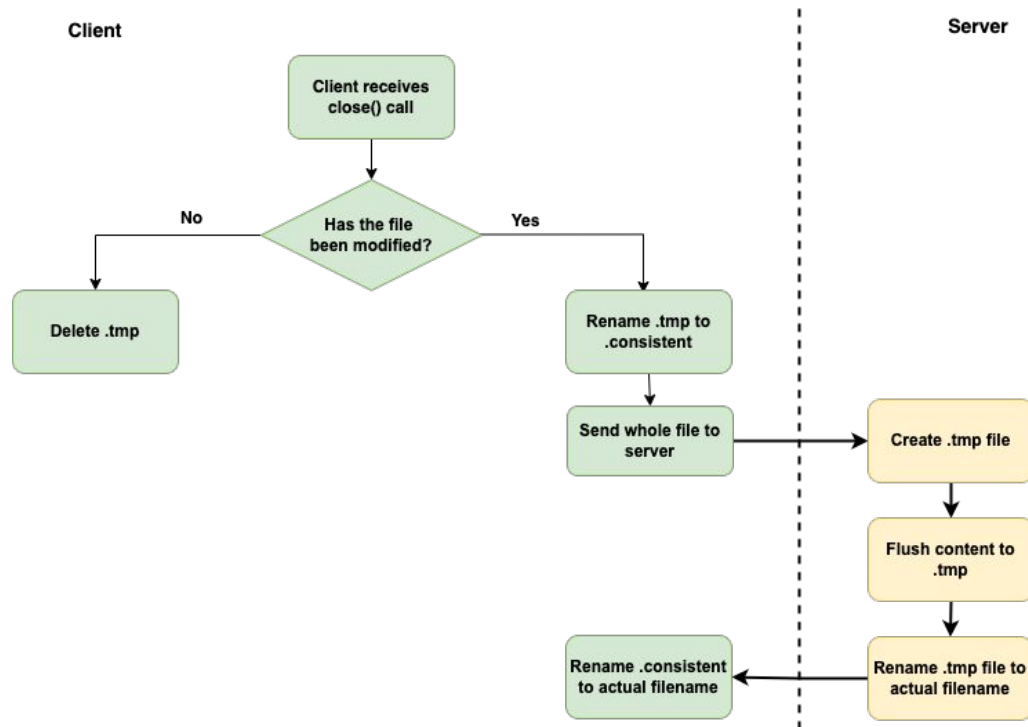 Client
Server
Client receives
close() call
Has the file
been modified?
No
Yes
Delete .tmp
Rename .tmp to
.consistent
Send whole file to
server
Create .tmp file
Flush content to
.tmp
Rename .tmp file to
actual filename
Rename .consistent
to actual filename